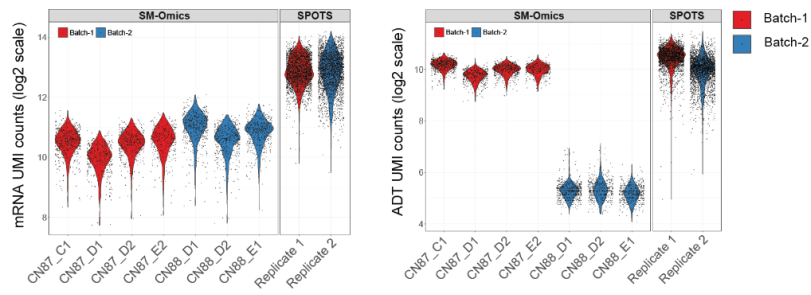 SM-Omics SPOTS
Batch-1 Batch-2
mRNA UMI counts (log2 scale)
14
12
10
8
CN87_C1 CN87_D1 CN87_D2 CN87_E2 CN88_D1 CN88_D2 CN88_E1 Replicate 1 Replicate 2
SM-Omics SPOTS
Batch-1 Batch-2
ADT UMI counts (log2 scale)
10
8
6
4
CN87_C1 CN87_D1 CN87_D2 CN87_E2 CN88_D1 CN88_D2 CN88_E1 Replicate 1 Replicate 2
Batch-1
Batch-2